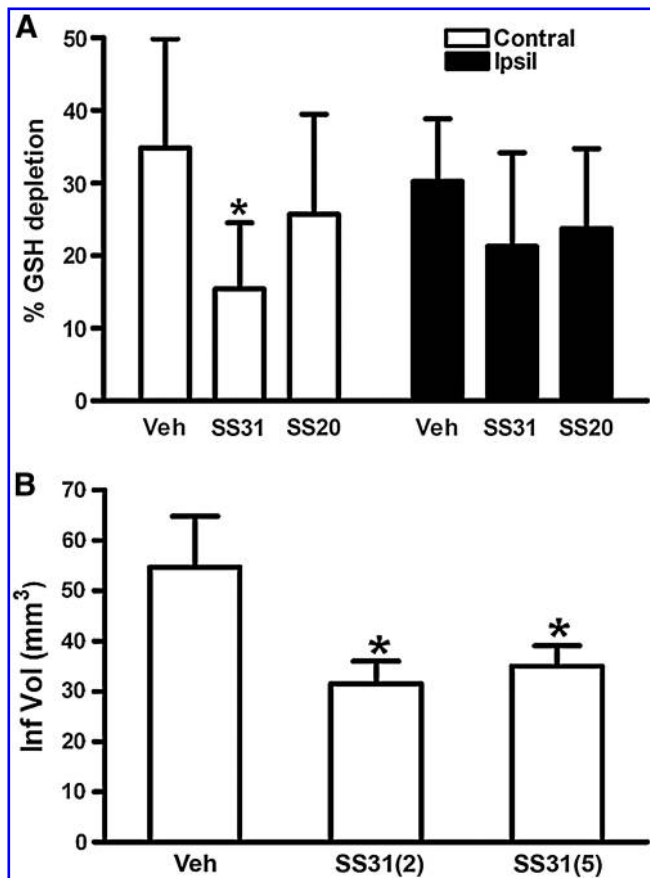 A
Contral
Ipsil
% GSH depletion
50
40
30
20
10
0
*
Veh SS31 SS20 Veh SS31 SS20
B
Inf Vol (mm³)
70
60
50
40
30
20
10
0
* *
Veh SS31(2) SS31(5)